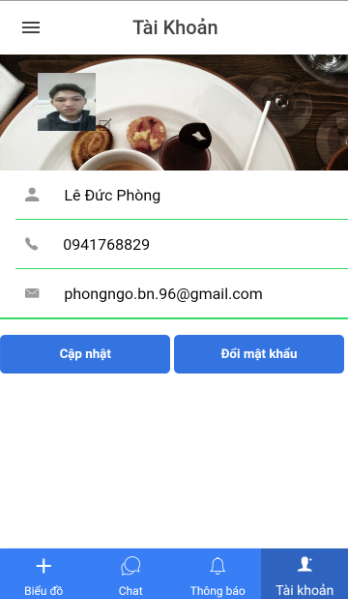 Tài Khoản
Lê Đức Phòng
0941768829
phongngo.bn.96@gmail.com
Cập nhật
Đổi mật khẩu
Biểu đồ
Chat
Thông báo
Tài khoản